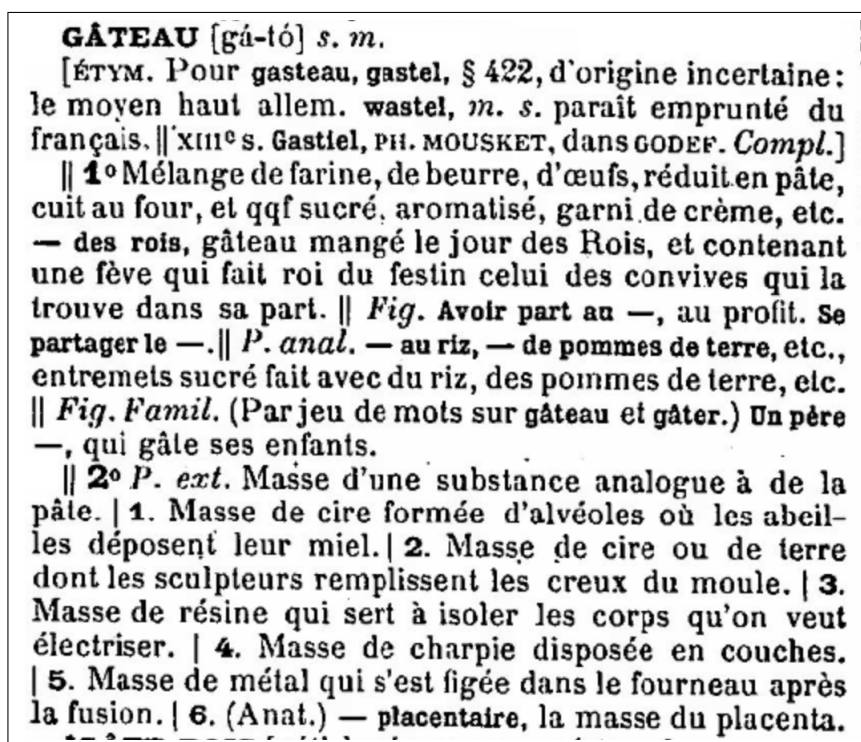 GÂTEAU [gá-tó] s. m.
[ÉTYM. Pour gasteau, gastel, § 422, d'origine incertaine :
le moyen haut allem. wastel, m. s. paraît emprunté du
français. || XIIIe s. Gastiel, PH. MOUSKET, dans GODEF. Compl.]
|| 1º Mélange de farine, de beurre, d'œufs, réduit en pâte,
cuit au four, et qqf sucré, aromatisé, garni de crème, etc.
— des rois, gâteau mangé le jour des Rois, et contenant
une fève qui fait roi du festin celui des convives qui la
trouve dans sa part. || Fig. Avoir part au —, au profit. Se
partager le —. || P. anal. — au riz, — de pommes de terre, etc.,
entremets sucré fait avec du riz, des pommes de terre, etc.
|| Fig. Famil. (Par jeu de mots sur gâteau et gâter.) Un père
—, qui gâte ses enfants.
|| 2º P. ext. Masse d'une substance analogue à de la
pâte. | 1. Masse de cire formée d'alvéoles où les abeil-
les déposent leur miel. | 2. Masse de cire ou de terre
dont les sculpteurs remplissent les creux du moule. | 3.
Masse de résine qui sert à isoler les corps qu'on veut
électriser. | 4. Masse de charpie disposée en couches.
| 5. Masse de métal qui s'est figée dans le fourneau après
la fusion. | 6. (Anat.) — placentaire, la masse du placenta.